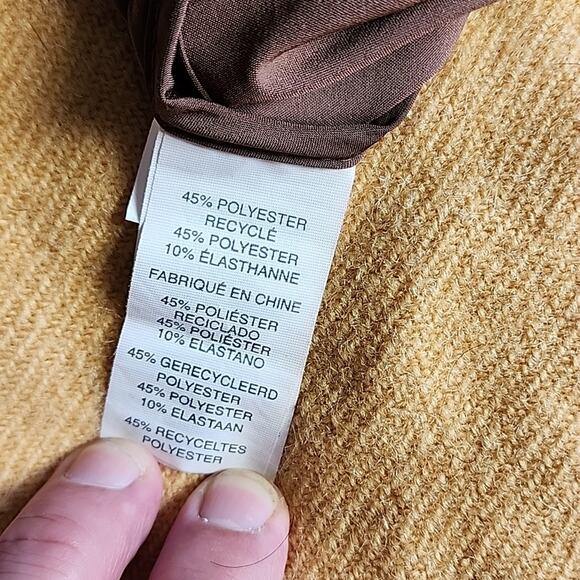 45% POLYESTER
RECYCLÉ
45% POLYESTER
10% ÉLASTHANNE
FABRIQUÉ EN CHINE
45% POLIÉSTER
RECICLADO
45% POLIÉSTER
10% ELASTANO
45% GERECYCLEERD
POLYESTER
45% POLYESTER
10% ELASTAAN
45% RECYCELTES
POLYESTER